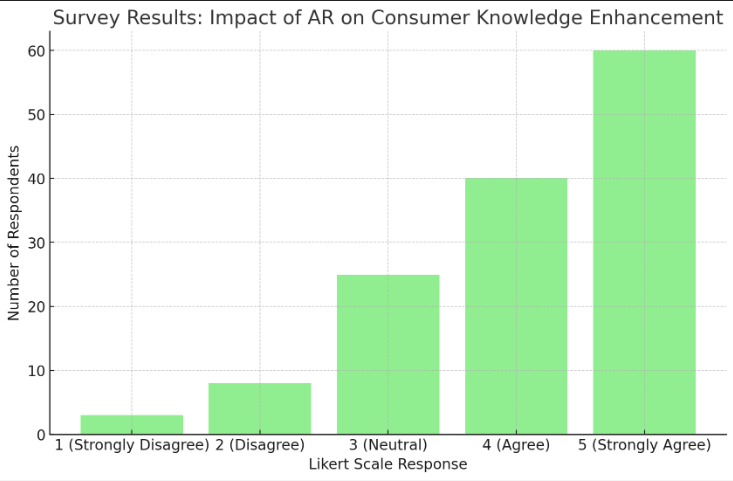 Survey Results: Impact of AR on Consumer Knowledge Enhancement
60
50
40
30
20
10
0
Number of Respondents
1 (Strongly Disagree) 2 (Disagree) 3 (Neutral) 4 (Agree) 5 (Strongly Agree)
Likert Scale Response